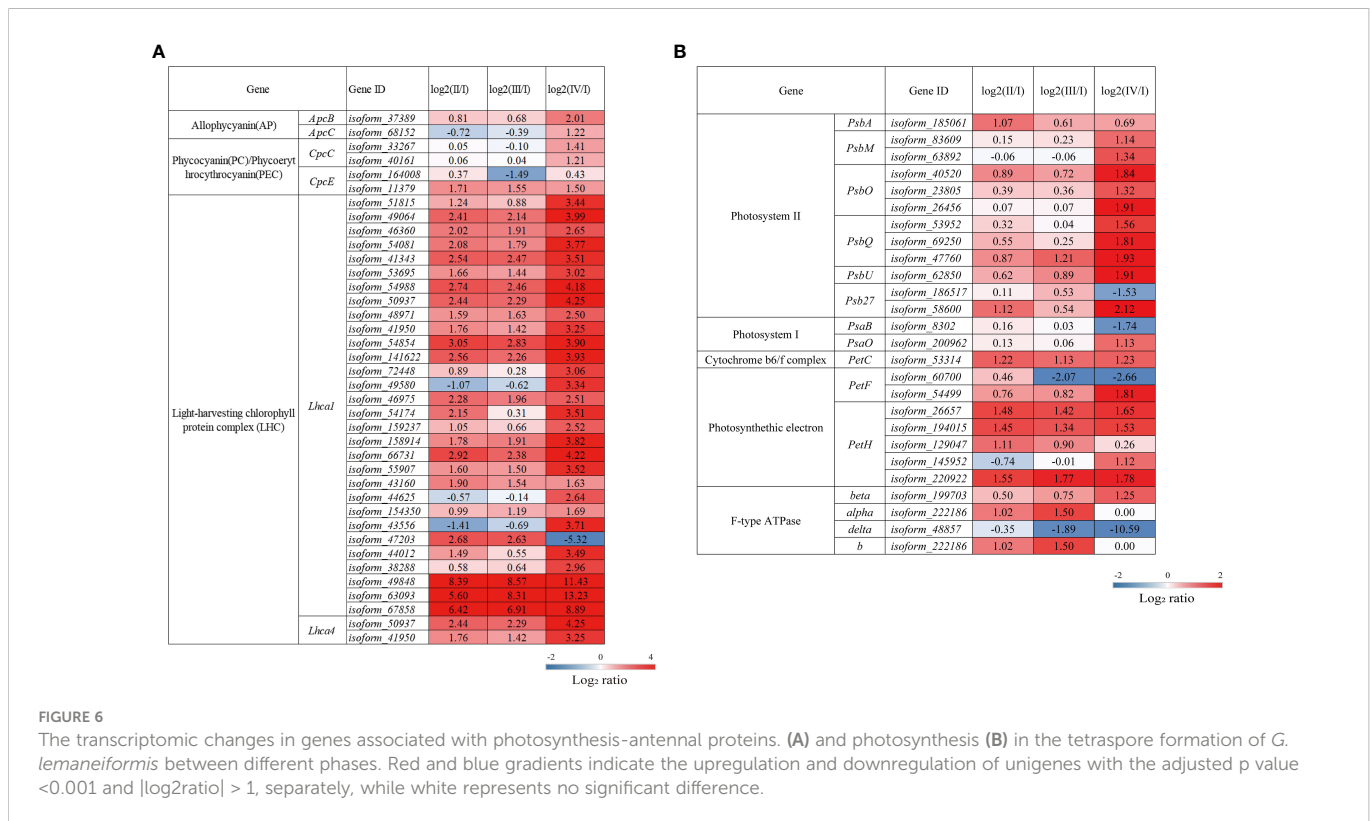 A
Gene Gene ID log2(II/I) log2(III/I) log2(IV/I)
Allophycyanin(AP) ApcB isoform_37389 0.81 0.68 2.01
ApcC isoform_68152 -0.72 -0.39 1.22
Phycocyanin(PC)/Phycoeryt
hrocythrocyanin(PEC)
CpcC isoform_33267 0.05 -0.10 1.41
isoform_40161 0.06 0.04 1.21
CpcE isoform_164008 0.37 -1.49 0.43
isoform_11379 1.71 1.55 1.50
Light-harvesting chlorophyll
protein complex (LHC)
Lhca1 isoform_51815 1.24 0.88 3.44
isoform_49064 2.41 2.14 3.99
isoform_46360 2.02 1.91 2.65
isoform_54081 2.08 1.79 3.77
isoform_41343 2.54 2.47 3.51
isoform_53695 1.66 1.44 3.02
isoform_54988 2.74 2.46 4.18
isoform_50937 2.44 2.29 4.25
isoform_48971 1.59 1.63 2.50
isoform_41950 1.76 1.42 3.25
isoform_54854 3.05 2.83 3.90
isoform_141622 2.56 2.26 3.93
isoform_72448 0.89 0.28 3.06
isoform_49580 -1.07 -0.62 3.34
isoform_46975 2.28 1.96 2.51
isoform_54174 2.15 0.31 3.51
isoform_159237 1.05 0.66 2.52
isoform_158914 1.78 1.91 3.82
isoform_66731 2.92 2.38 4.22
isoform_55907 1.60 1.50 3.52
isoform_43160 1.90 1.54 1.63
isoform_44625 -0.57 -0.14 2.64
isoform_154350 0.99 1.19 1.69
isoform_43556 -1.41 -0.69 3.71
isoform_47203 2.68 2.63 -5.32
isoform_44012 1.49 0.55 3.49
isoform_38288 0.58 0.64 2.96
isoform_49848 8.39 8.57 11.43
isoform_63093 5.60 8.31 13.23
isoform_67858 6.42 6.91 8.89
Lhca4 isoform_50937 2.44 2.29 4.25
isoform_41950 1.76 1.42 3.25
-2 0 4
Log₂ ratio
B
Gene Gene ID log2(II/I) log2(III/I) log2(IV/I)
Photosystem II PsbA isoform_185061 1.07 0.61 0.69
PsbM isoform_83609 0.15 0.23 1.14
isoform_63892 -0.06 -0.06 1.34
PsbO isoform_40520 0.89 0.72 1.84
isoform_23805 0.39 0.36 1.32
isoform_26456 0.07 0.07 1.91
PsbQ isoform_53952 0.32 0.04 1.56
isoform_69250 0.55 0.25 1.81
isoform_47760 0.87 1.21 1.93
PsbU isoform_62850 0.62 0.89 1.91
Psb27 isoform_186517 0.11 0.53 -1.53
isoform_58600 1.12 0.54 2.12
Photosystem I PsaB isoform_8302 0.16 0.03 -1.74
PsaO isoform_200962 0.13 0.06 1.13
Cytochrome b6/f complex PetC isoform_53314 1.22 1.13 1.23
Photosynthethic electron PetF isoform_60700 0.46 -2.07 -2.66
isoform_54499 0.76 0.82 1.81
PetH isoform_26657 1.48 1.42 1.65
isoform_194015 1.45 1.34 1.53
isoform_129047 1.11 0.90 0.26
isoform_145952 -0.74 -0.01 1.12
isoform_220922 1.55 1.77 1.78
F-type ATPase beta isoform_199703 0.50 0.75 1.25
alpha isoform_222186 1.02 1.50 0.00
delta isoform_48857 -0.35 -1.89 -10.59
b isoform_222186 1.02 1.50 0.00
-2 0 2
Log₂ ratio
FIGURE 6
The transcriptomic changes in genes associated with photosynthesis-antennal proteins. (A) and photosynthesis (B) in the tetraspore formation of G.
lemaneiformis between different phases. Red and blue gradients indicate the upregulation and downregulation of unigenes with the adjusted p value
<0.001 and |log2ratio| > 1, separately, while white represents no significant difference.